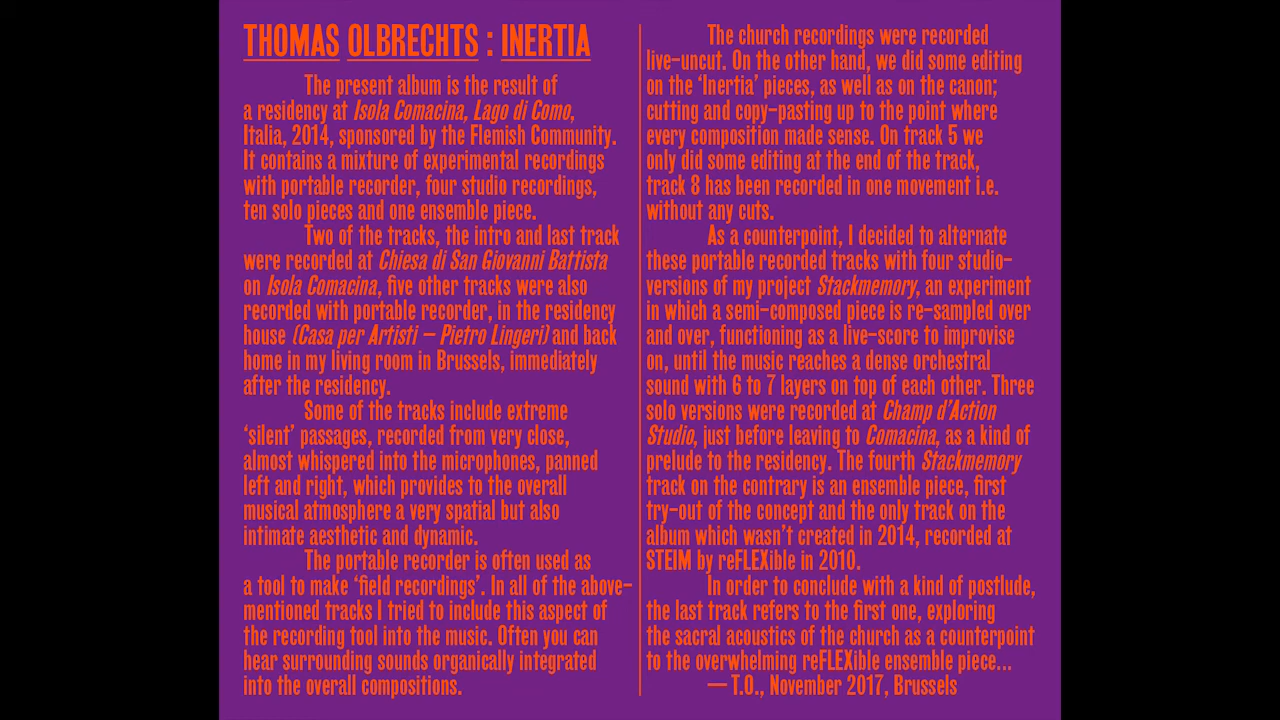 THOMAS OLBRECHTS : INERTIA
The present album is the result of
a residency at Isola Comacina, Lago di Como,
Italia, 2014, sponsored by the Flemish Community.
It contains a mixture of experimental recordings
with portable recorder, four studio recordings,
ten solo pieces and one ensemble piece.
Two of the tracks, the intro and last track
were recorded at Chiesa di San Giovanni Battista
on Isola Comacina, five other tracks were also
recorded with portable recorder, in the residency
house (Casa per Artisti – Pietro Lingeri) and back
home in my living room in Brussels, immediately
after the residency.
Some of the tracks include extreme
‘silent’ passages, recorded from very close,
almost whispered into the microphones, panned
left and right, which provides to the overall
musical atmosphere a very spatial but also
intimate aesthetic and dynamic.
The portable recorder is often used as
a tool to make ‘field recordings’. In all of the above-
mentioned tracks I tried to include this aspect of
the recording tool into the music. Often you can
hear surrounding sounds organically integrated
into the overall compositions.
The church recordings were recorded
live-uncut. On the other hand, we did some editing
on the ‘Inertia’ pieces, as well as on the canon;
cutting and copy-pasting up to the point where
every composition made sense. On track 5 we
only did some editing at the end of the track,
track 8 has been recorded in one movement i.e.
without any cuts.
As a counterpoint, I decided to alternate
these portable recorded tracks with four studio-
versions of my project Stackmemory, an experiment
in which a semi-composed piece is re-sampled over
and over, functioning as a live-score to improvise
on, until the music reaches a dense orchestral
sound with 6 to 7 layers on top of each other. Three
solo versions were recorded at Champ d’Action
Studio, just before leaving to Comacina, as a kind of
prelude to the residency. The fourth Stackmemory
track on the contrary is an ensemble piece, first
try-out of the concept and the only track on the
album which wasn’t created in 2014, recorded at
STEIM by reFLEXible in 2010.
In order to conclude with a kind of postlude,
the last track refers to the first one, exploring
the sacral acoustics of the church as a counterpoint
to the overwhelming reFLEXible ensemble piece...
— T.O., November 2017, Brussels